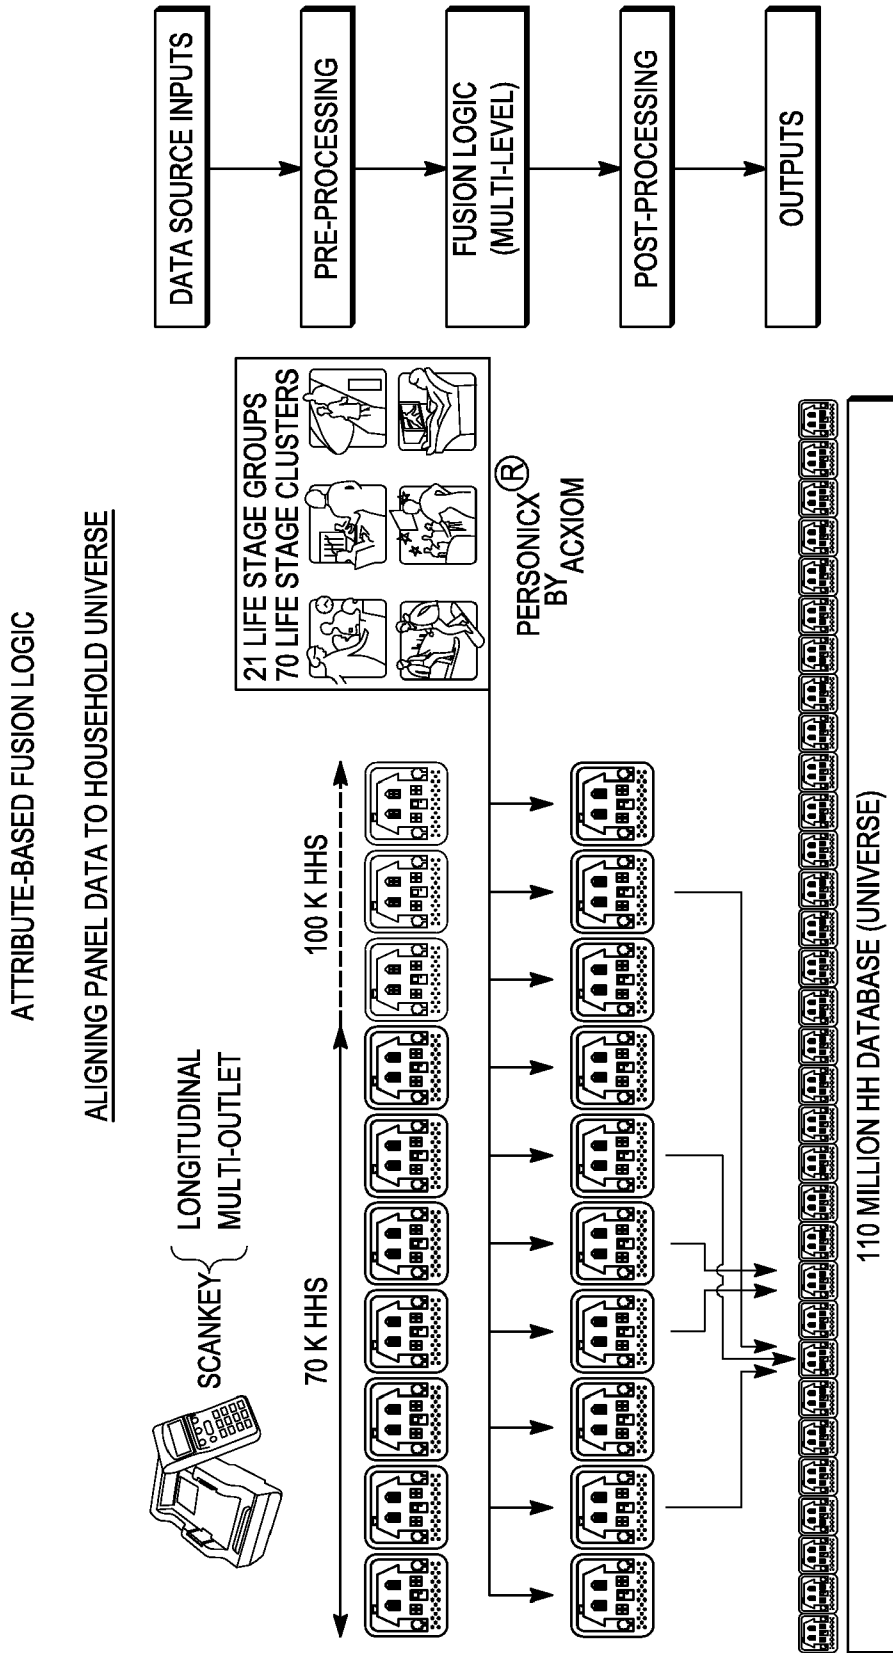 ATTRIBUTE-BASED FUSION LOGIC
ALIGNING PANEL DATA TO HOUSEHOLD UNIVERSE
SCANKEY
LONGITUDINAL
MULTI-OUTLET
70 K HHS
100 K HHS
21 LIFE STAGE GROUPS
70 LIFE STAGE CLUSTERS
PERSONICX®
BY
ACXIOM
110 MILLION HH DATABASE (UNIVERSE)
DATA SOURCE INPUTS
PRE-PROCESSING
FUSION LOGIC
(MULTI-LEVEL)
POST-PROCESSING
OUTPUTS